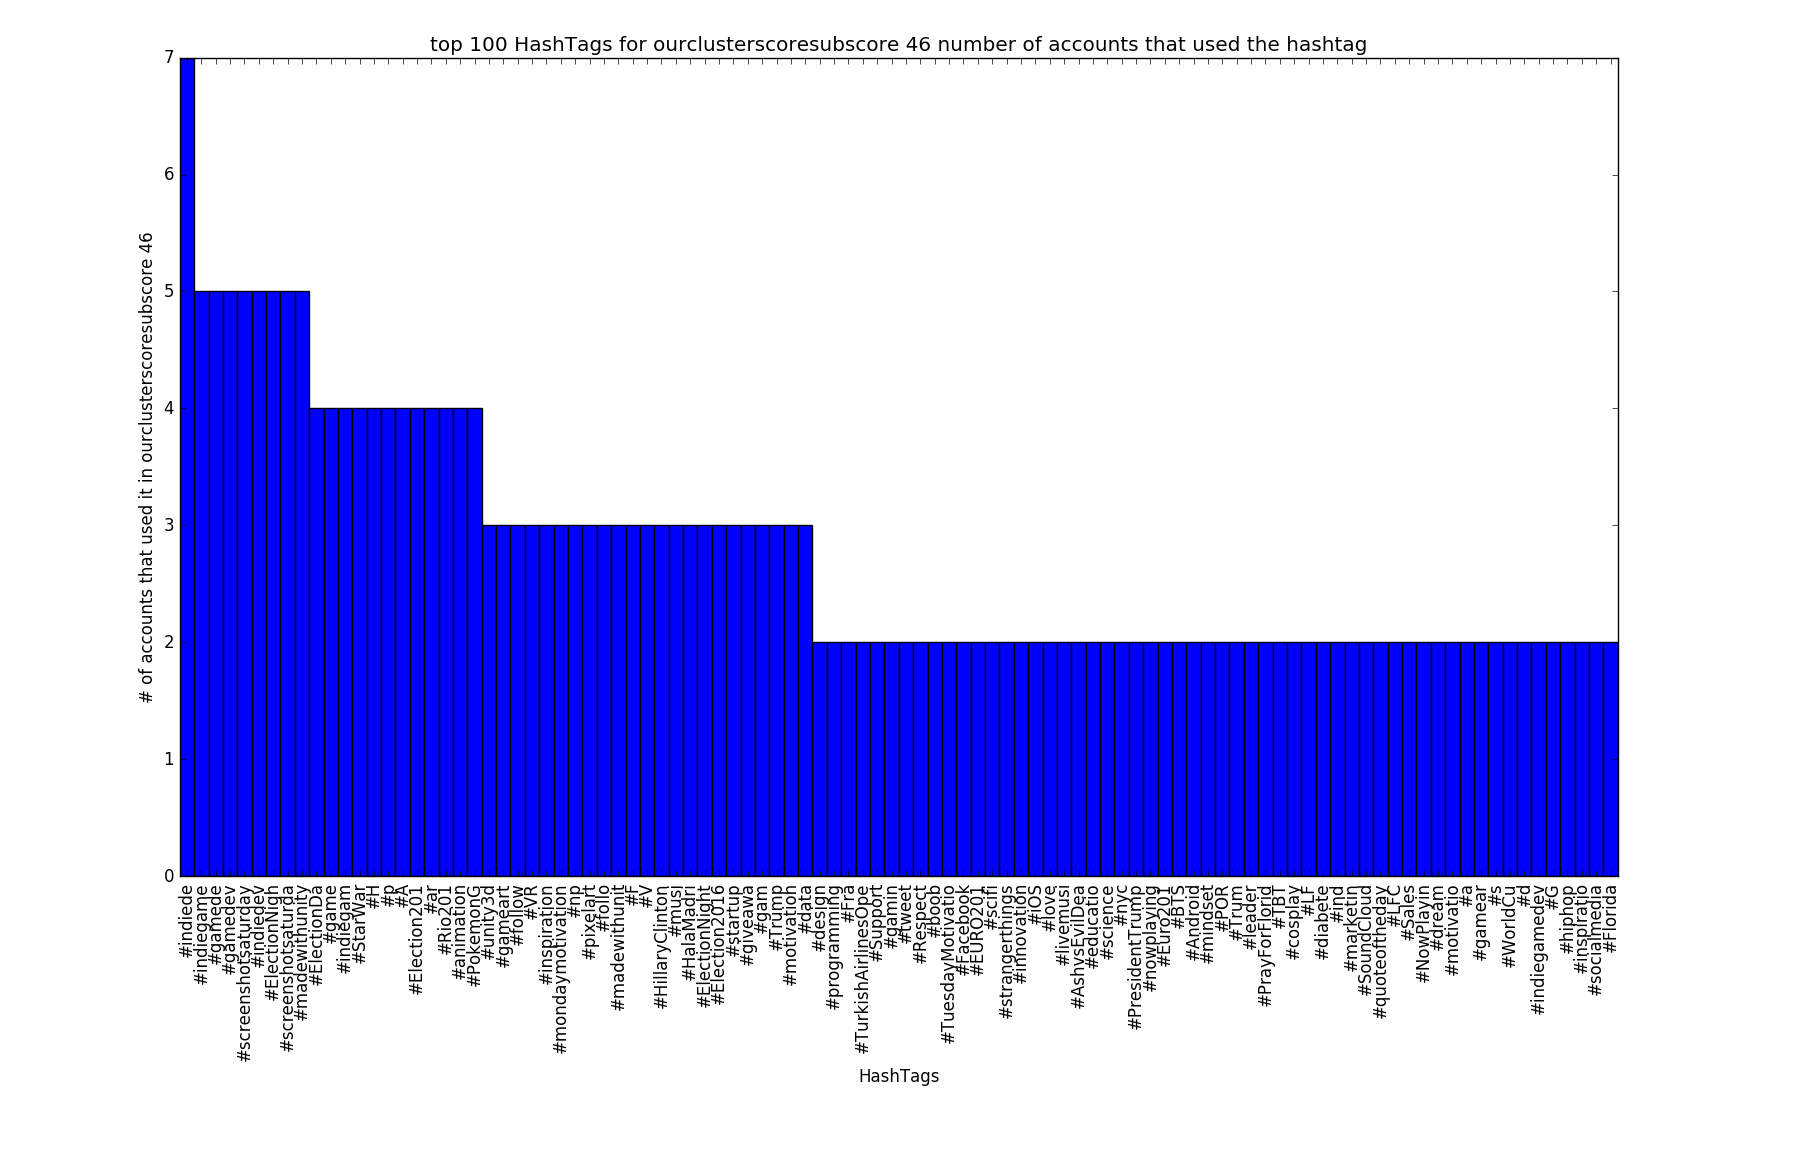 top 100 HashTags for ourclusterscoresubscore 46 number of accounts that used the hashtag
# of accounts that used it in ourclusterscoresubscore 46
7
6
5
4
3
2
1
0
#indiede
#indiegame
#gamede
#gamedev
#screenshotsaturday
#indiedev
#ElectionNigh
#screenshotsaturda
#madewithunity
#ElectionDa
#game
#indiegam
#StarWar
#H
#p
#A
#Election201
#ar
#Rio201
#animation
#PokemonG
#unity3d
#gameart
#follow
#VR
#inspiration
#mondaymotivation
#np
#pixelart
#follo
#madewithunit
#F
#V
#HillaryClinton
#musi
#HalaMadri
#ElectionNight
#Election2016
#startup
#giveawa
#gam
#Trump
#motivation
#data
#design
#programming
#Fra
#TurkishAirlinesOpe
#Support
#gamin
#tweet
#Respect
#boob
#TuesdayMotivatio
#Facebook
#EURO201
#scifi
#strangerthings
#innovation
#iOS
#love
#livemusi
#AshysEvilDea
#educatio
#science
#nyc
#PresidentTrump
#nowplaying
#Euro201
#BTS
#Android
#mindset
#POR
#Trum
#leader
#PrayForFlorid
#TBT
#cosplay
#LF
#diabete
#ind
#marketin
#SoundCloud
#quoteoftheday
#LFC
#Sales
#NowPlayin
#dream
#motivatio
#a
#gamear
#s
#WorldCu
#d
#indiegamedev
#G
#hiphop
#inspiratio
#socialmedia
#Florida
HashTags